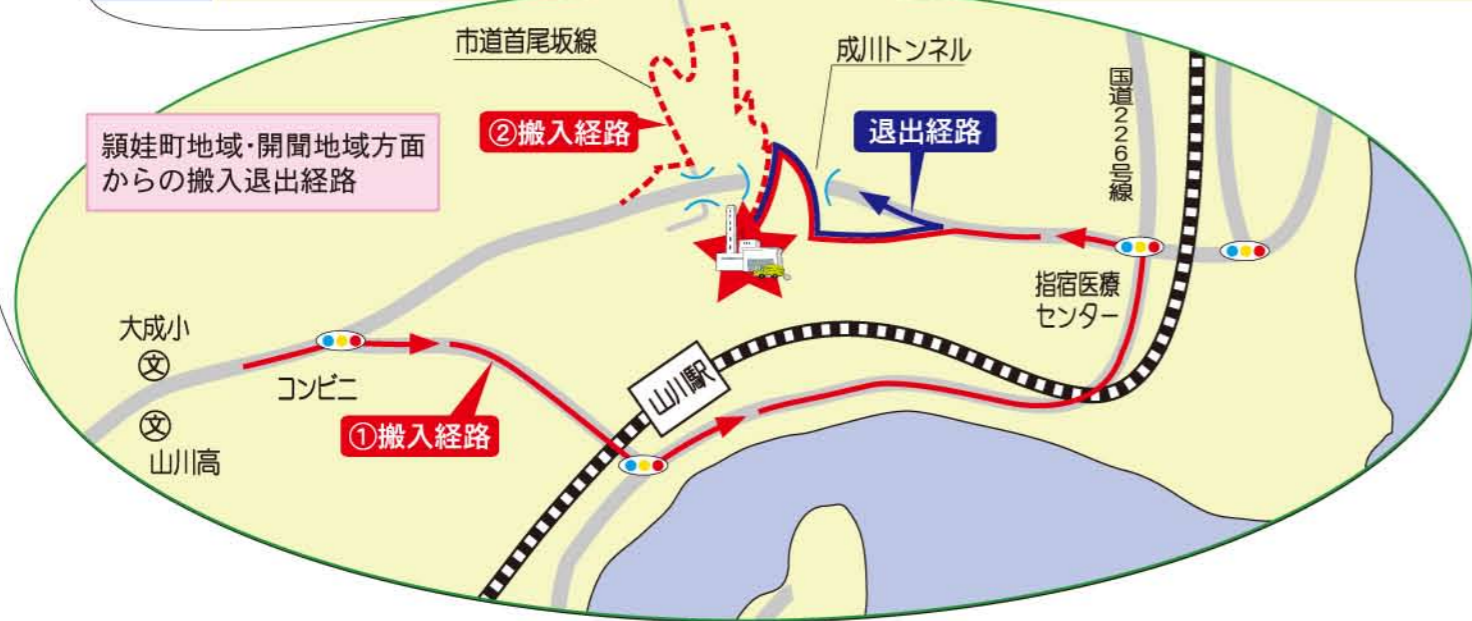 市道首尾坂線
成川トンネル
国道226号線
②搬入経路
退出経路
頴娃町地域・開聞地域方面
からの搬入退出経路
指宿医療
センター
大成小
文
コンビニ
山川駅
①搬入経路
文
山川高